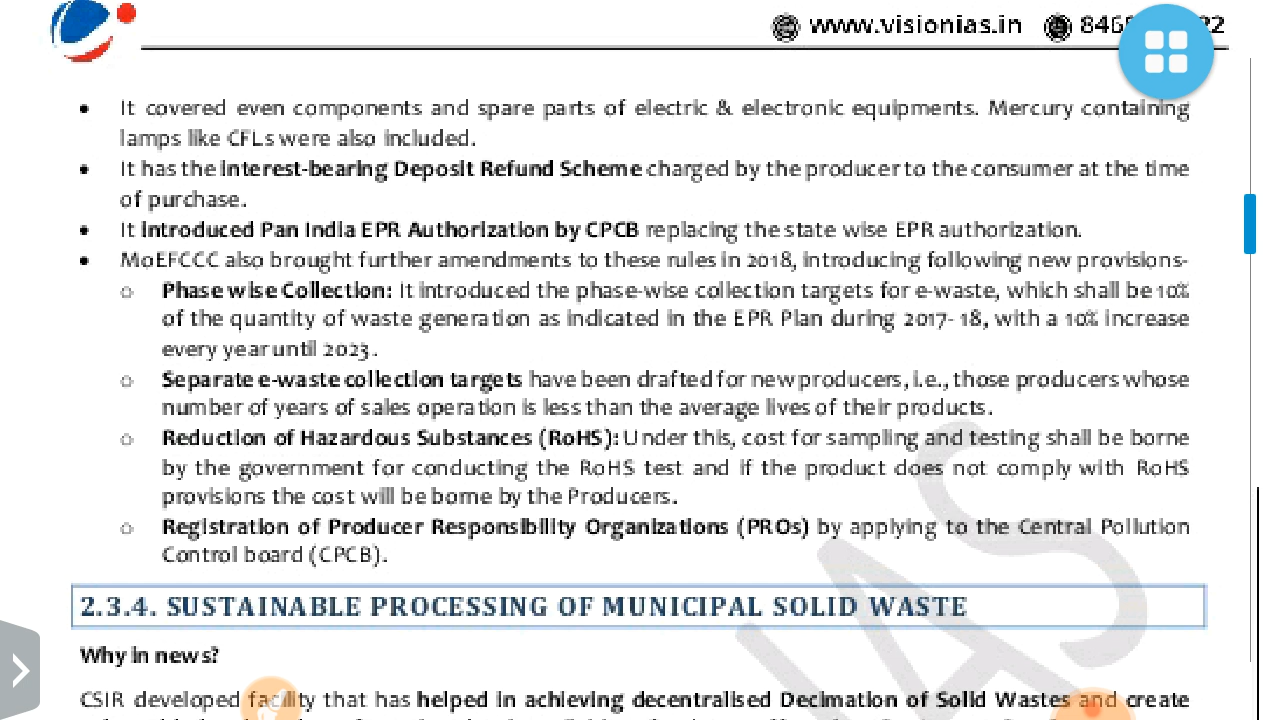 www.visionias.in 846 22
• It covered even components and spare parts of electric & electronic equipments. Mercury containing
lamps like CFLs were also included.
• It has the interest-bearing Deposit Refund Scheme charged by the producer to the consumer at the time
of purchase.
• It introduced Pan India EPR Authorization by CPCB replacing the state wise EPR authorization.
• MoEFCCC also brought further amendments to these rules in 2018, introducing following new provisions-
o Phase wise Collection: It introduced the phase-wise collection targets for e-waste, which shall be 10%
of the quantity of waste generation as indicated in the EPR Plan during 2017- 18, with a 10% increase
every year until 2023.
o Separate e-waste collection targets have been drafted for new producers, i.e., those producers whose
number of years of sales operation is less than the average lives of their products.
o Reduction of Hazardous Substances (RoHS): Under this, cost for sampling and testing shall be borne
by the government for conducting the RoHS test and if the product does not comply with RoHS
provisions the cost will be borne by the Producers.
o Registration of Producer Responsibility Organizations (PROs) by applying to the Central Pollution
Control board (CPCB).
2.3.4. SUSTAINABLE PROCESSING OF MUNICIPAL SOLID WASTE
Why in news?
CSIR developed facility that has helped in achieving decentralised Decimation of Solid Wastes and create
IAS